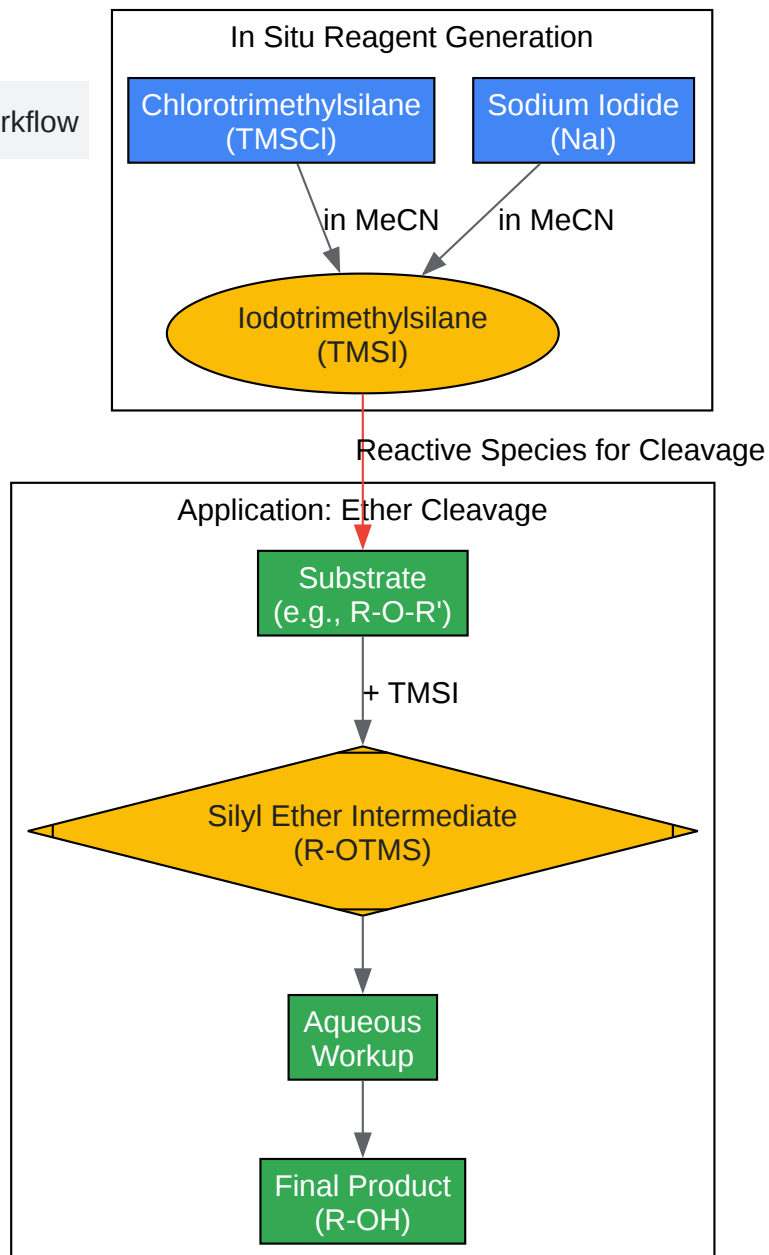 In Situ Reagent Generation
rkflow
Chlorotrimethylsilane
(TMSCl)
Sodium Iodide
(NaI)
in MeCN
in MeCN
Iodotrimethylsilane
(TMSI)
Reactive Species for Cleavage
Application: Ether Cleavage
Substrate
(e.g., R-O-R')
+ TMSI
Silyl Ether Intermediate
(R-OTMS)
Aqueous
Workup
Final Product
(R-OH)